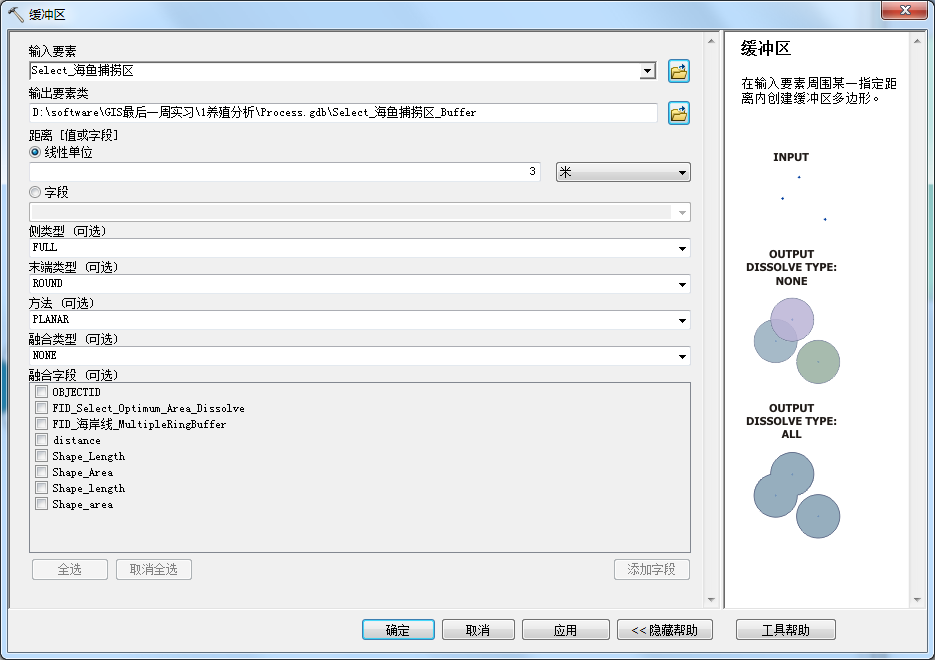 缓冲区
输入要素
Select_海鱼捕捞区
输出要素类
D:\software\GIS最后一周实习\1养殖分析\Process.gdb\Select_海鱼捕捞区_Buffer
距离 [值或字段]
线性单位
3 米
字段
侧类型 (可选)
FULL
末端类型 (可选)
ROUND
方法 (可选)
PLANAR
融合类型 (可选)
NONE
融合字段 (可选)
OBJECTID
FID_Select_Optimum_Area_Dissolve
FID_海岸线_MultipleRingBuffer
distance
Shape_Length
Shape_Area
Shape_length
Shape_area
全选 取消全选 添加字段
确定 取消 应用 << 隐藏帮助 工具帮助
缓冲区
在输入要素周围某一指定距
离内创建缓冲区多边形。
INPUT
OUTPUT
DISSOLVE TYPE:
NONE
OUTPUT
DISSOLVE TYPE:
ALL